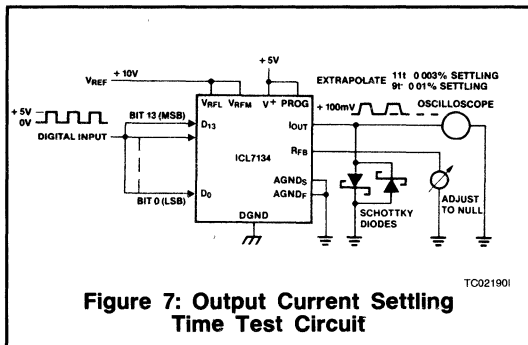 + 5V
VREF + 10V
EXTRAPOLATE 11t 0 003% SETTLING
9t 0 01% SETTLING
VRFL VRFM V+ PROG
+ 100mV
OSCILLOSCOPE
+ 5V
0V
BIT 13 (MSB)
D13
IOUT
DIGITAL INPUT
RFB
ICL7134
AGNDS
AGNDF
D0
BIT 0 (LSB)
DGND
SCHOTTKY
DIODES
ADJUST
TO NULL
TC02190I
Figure 7: Output Current Settling
Time Test Circuit